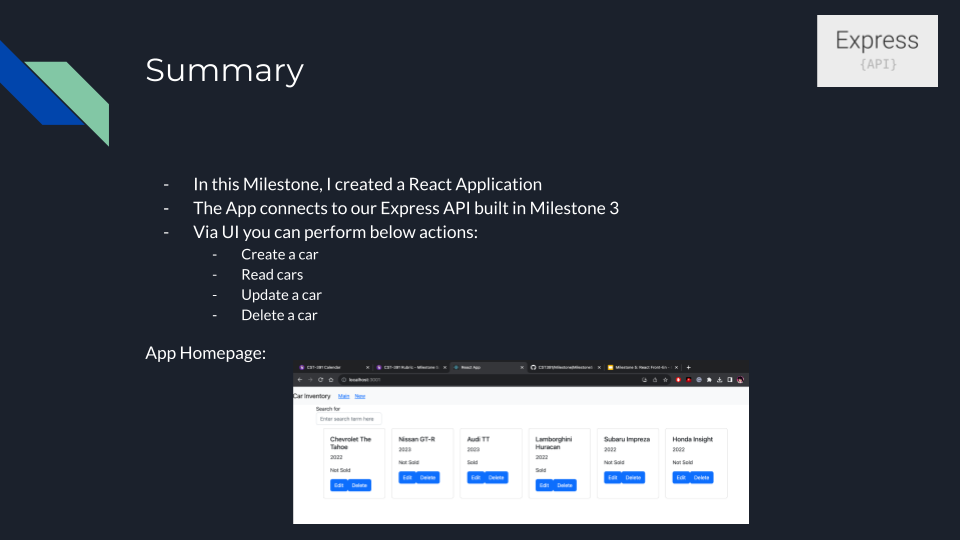 Express
{API}
Summary
- In this Milestone, I created a React Application
- The App connects to our Express API built in Milestone 3
- Via UI you can perform below actions:
- Create a car
- Read cars
- Update a car
- Delete a car
App Homepage:
CST-391 Calendar CST-391 Rubric - Milestone React App Milestone 5: React Front-En
localhost:3001
Car Inventory Main New
Search for
Enter search term here
Chevrolet The Tahoe
2022
Not Sold
Edit Delete
Nissan GT-R
2023
Not Sold
Edit Delete
Audi TT
2023
Sold
Edit Delete
Lamborghini
Huracan
2022
Sold
Edit Delete
Subaru Impreza
2022
Not Sold
Edit Delete
Honda Insight
2022
Not Sold
Edit Delete